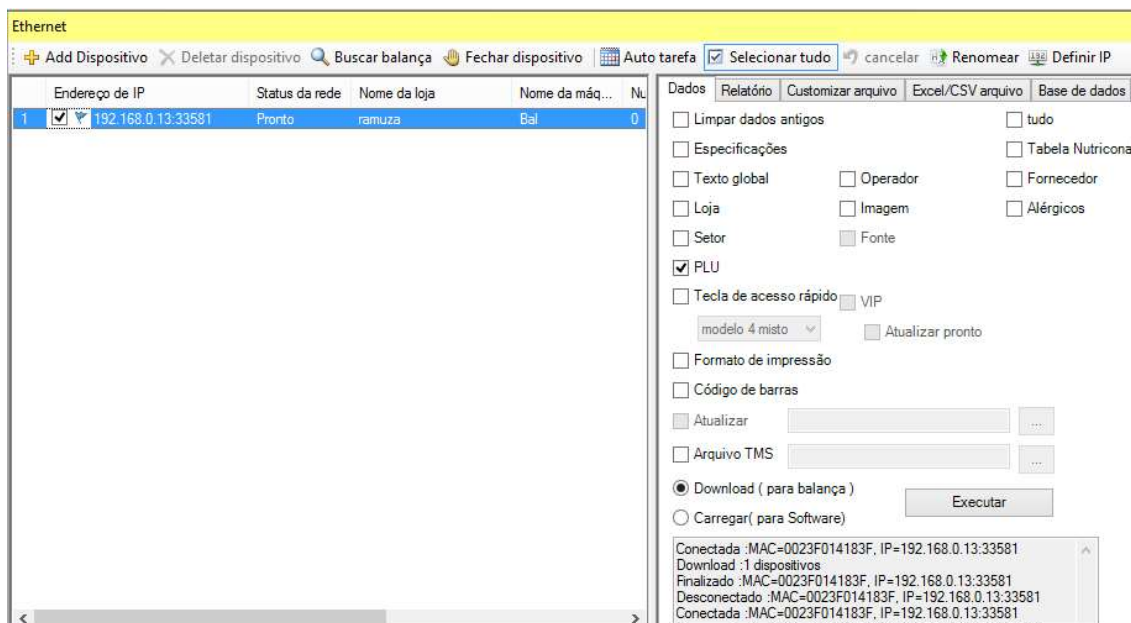 Ethernet
Add Dispositivo Deletar dispositivo Buscar balança Fechar dispositivo Auto tarefa Selecionar tudo cancelar Renomear Definir IP
Endereço de IP Status da rede Nome da loja Nome da máq... Nu
1 192.168.0.13:33581 Pronto ramuza Bal 0
Dados Relatório Customizar arquivo Excel/CSV arquivo Base de dados
Limpar dados antigos tudo
Especificações Tabela Nutricona
Texto global Operador Fornecedor
Loja Imagem Alérgicos
Setor Fonte
PLU
Tecla de acesso rápido VIP
modelo 4 misto Atualizar pronto
Formato de impressão
Código de barras
Atualizar ...
Arquivo TMS ...
Download ( para balança )
Executar
Carregar( para Software)
Conectada :MAC=0023F014183F, IP=192.168.0.13:33581
Download :1 dispositivos
Finalizado :MAC=0023F014183F, IP=192.168.0.13:33581
Desconectado :MAC=0023F014183F, IP=192.168.0.13:33581
Conectada :MAC=0023F014183F, IP=192.168.0.13:33581